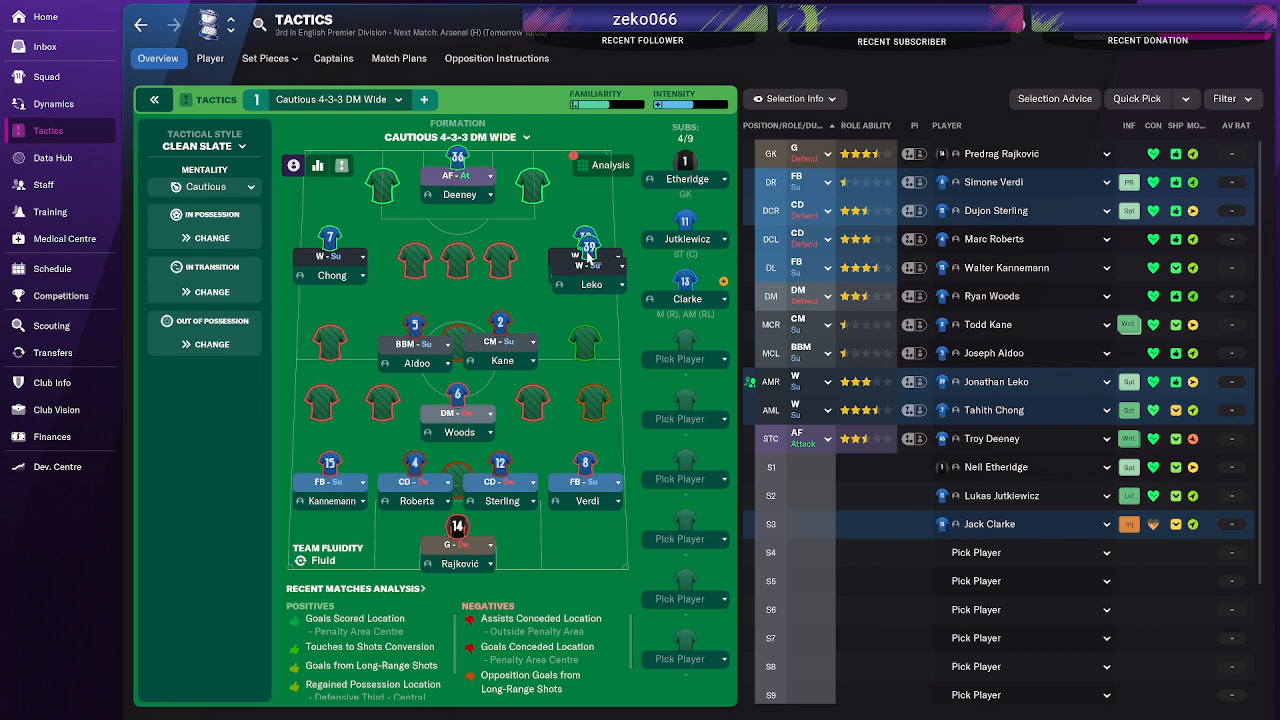 Home
Inbox
Squad
Dynamics
Tactics
Data Hub
Staff
Training
Medical Centre
Schedule
Competitions
Scouting
Transfers
Club Info
Club Vision
Finances
Dev. Centre
TACTICS
3rd in English Premier Division - Next Match: Arsenal (H)
zeko066
RECENT FOLLOWER
RECENT SUBSCRIBER
RECENT DONATION
Overview
Player
Set Pieces
Captains
Match Plans
Opposition Instructions
TACTICS
1
Cautious 4-3-3 DM Wide
FAMILIARITY
INTENSITY
TACTICAL STYLE
CLEAN SLATE
MENTALITY
Cautious
IN POSSESSION
CHANGE
IN TRANSITION
CHANGE
OUT OF POSSESSION
CHANGE
FORMATION
CAUTIOUS 4-3-3 DM WIDE
Analysis
36
AF - At
Deeney
7
W - Su
Chong
39
W - Su
Leko
5
BBM - Su
Aidoo
2
CM - Su
Kane
6
DM - De
Woods
15
FB - Su
Kannemann
4
CD - De
Roberts
12
CD - De
Sterling
8
FB - Su
Verdi
14
G - De
Rajković
TEAM FLUIDITY
Fluid
SUBS:
4/9
1
Etheridge
GK
11
Jutkiewicz
ST (C)
13
Clarke
M (R), AM (RL)
Pick Player
-
Pick Player
-
Pick Player
-
Pick Player
-
Pick Player
-
Pick Player
-
RECENT MATCHES ANALYSIS
POSITIVES
Goals Scored Location
- Penalty Area Centre
Touches to Shots Conversion
Goals from Long-Range Shots
Regained Possession Location
- Defensive Third - Central
NEGATIVES
Assists Conceded Location
- Outside Penalty Area
Goals Conceded Location
- Penalty Area Centre
Opposition Goals from
Long-Range Shots
Selection Info
Selection Advice
Quick Pick
Filter
POSITION/ROLE/DU... ROLE ABILITY PI PLAYER INF CON SHP MO... AV RAT
GK G Defend Predrag Rajković -
DR FB Su Simone Verdi PR -
DCR CD Defend Dujon Sterling Spt -
DCL CD Defend Marc Roberts -
DL FB Su Walter Kannemann -
DM DM Defend Ryan Woods -
MCR CM Su Todd Kane Wnt -
MCL BBM Su Joseph Aidoo -
AMR W Su Jonathan Leko Spt -
AML W Su Tahith Chong Sct -
STC AF Attack Troy Deeney Wnt -
S1 Neil Etheridge Spt -
S2 Lukas Jutkiewicz Lst -
S3 Jack Clarke Inj -
S4 Pick Player -
S5 Pick Player -
S6 Pick Player -
S7 Pick Player -
S8 Pick Player -
S9 Pick Player -